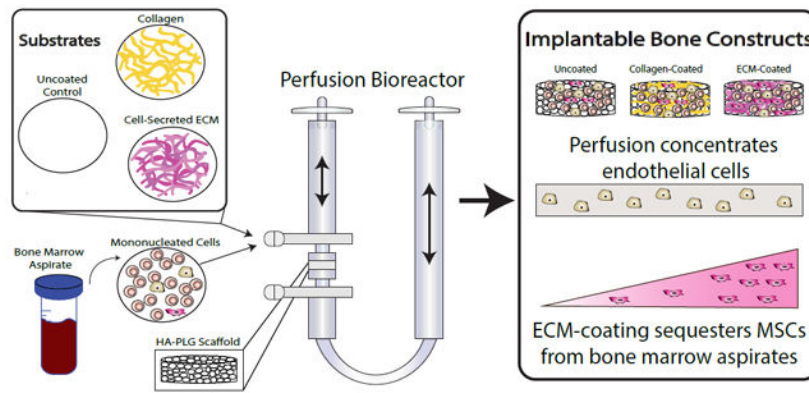 Substrates
Collagen
Uncoated
Control
Cell-Secreted ECM
Bone Marrow
Aspirate
Mononucleated Cells
HA-PLG Scaffold
Perfusion Bioreactor
Implantable Bone Constructs
Uncoated
Collagen-Coated
ECM-Coated
Perfusion concentrates
endothelial cells
ECM-coating sequesters MSCs
from bone marrow aspirates